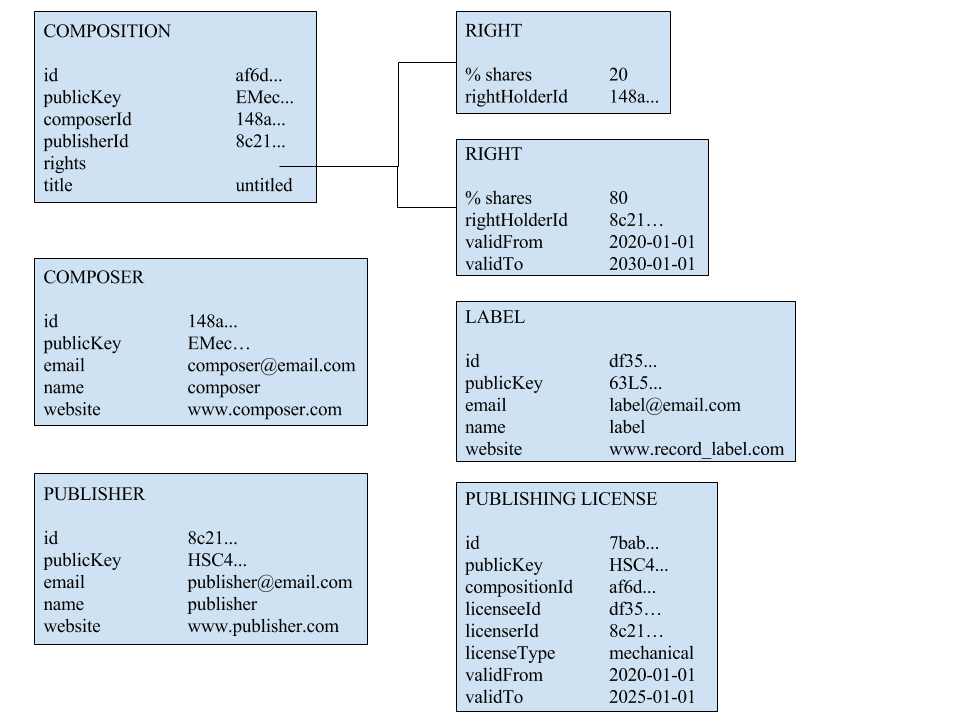 COMPOSITION
id af6d...
publicKey EMec...
composerId 148a...
publisherId 8c21...
rights
title untitled
RIGHT
% shares 20
rightHolderId 148a...
RIGHT
% shares 80
rightHolderId 8c21…
validFrom 2020-01-01
validTo 2030-01-01
COMPOSER
id 148a...
publicKey EMec…
email composer@email.com
name composer
website www.composer.com
LABEL
id df35...
publicKey 63L5...
email label@email.com
name label
website www.record_label.com
PUBLISHER
id 8c21...
publicKey HSC4...
email publisher@email.com
name publisher
website www.publisher.com
PUBLISHING LICENSE
id 7bab...
publicKey HSC4...
compositionId af6d...
licenseeId df35…
licenserId 8c21…
licenseType mechanical
validFrom 2020-01-01
validTo 2025-01-01